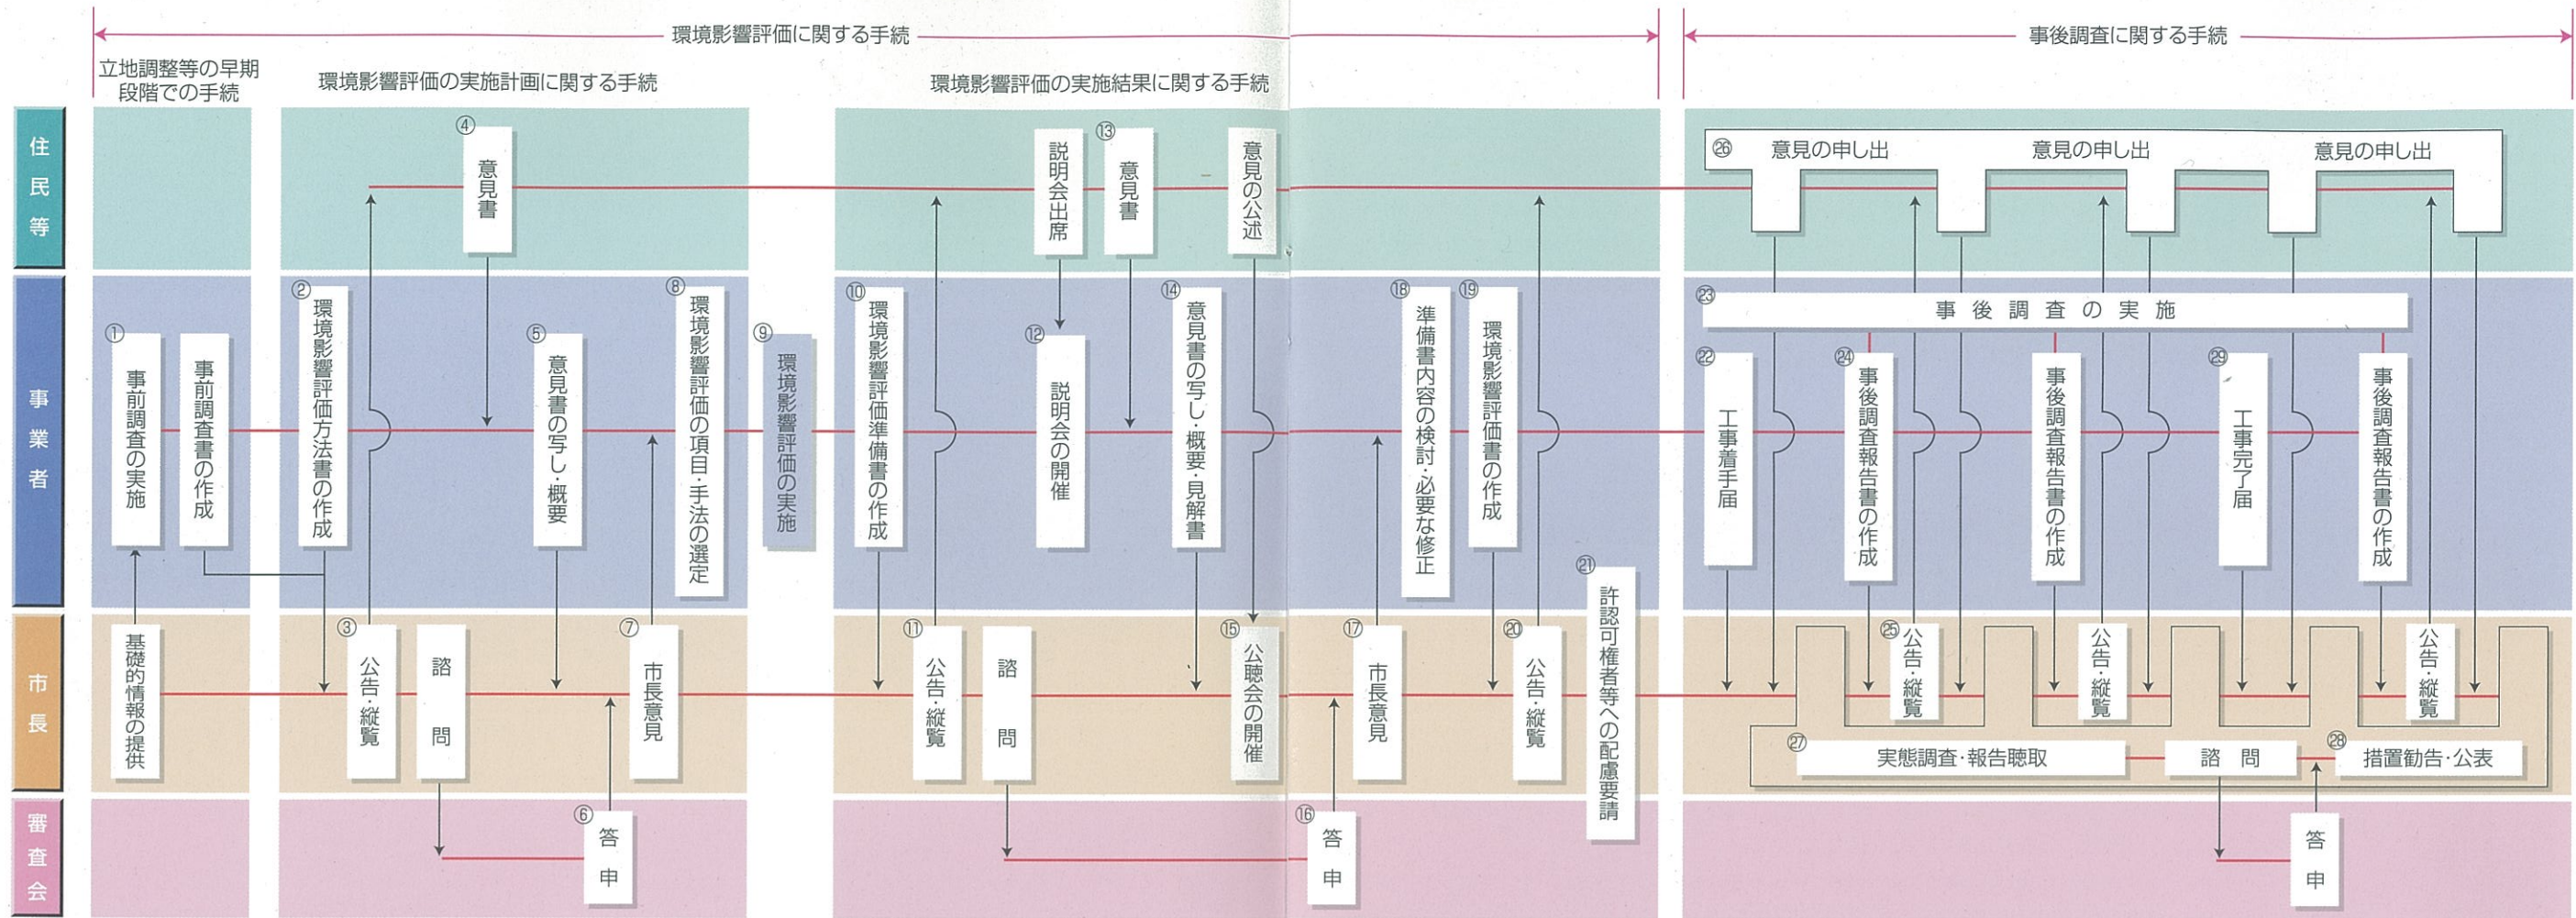 環境影響評価に関する手続
事後調査に関する手続
立地調整等の早期
段階での手続
環境影響評価の実施計画に関する手続
環境影響評価の実施結果に関する手続
住民等
④
意見書
説明会出席
⑬
意見書
意見の公述
㉖
意見の申し出
意見の申し出
意見の申し出
事業者
①
事前調査の実施
事前調査書の作成
②
環境影響評価方法書の作成
⑤
意見書の写し・概要
⑧
環境影響評価の項目・手法の選定
⑨
環境影響評価の実施
⑩
環境影響評価準備書の作成
⑫
説明会の開催
⑭
意見書の写し・概要・見解書
⑱
準備書内容の検討・必要な修正
⑲
環境影響評価書の作成
㉓
事後調査の実施
㉒
工事着手届
㉔
事後調査報告書の作成
事後調査報告書の作成
㉙
工事完了届
事後調査報告書の作成
市長
基礎的情報の提供
③
公告・縦覧
諮問
⑦
市長意見
⑪
公告・縦覧
諮問
⑮
公聴会の開催
⑰
市長意見
⑳
公告・縦覧
㉑
許認可権者等への配慮要請
㉕
公告・縦覧
公告・縦覧
公告・縦覧
㉗
実態調査・報告聴取
諮問
㉘
措置勧告・公表
審査会
⑥
答申
⑯
答申
答申